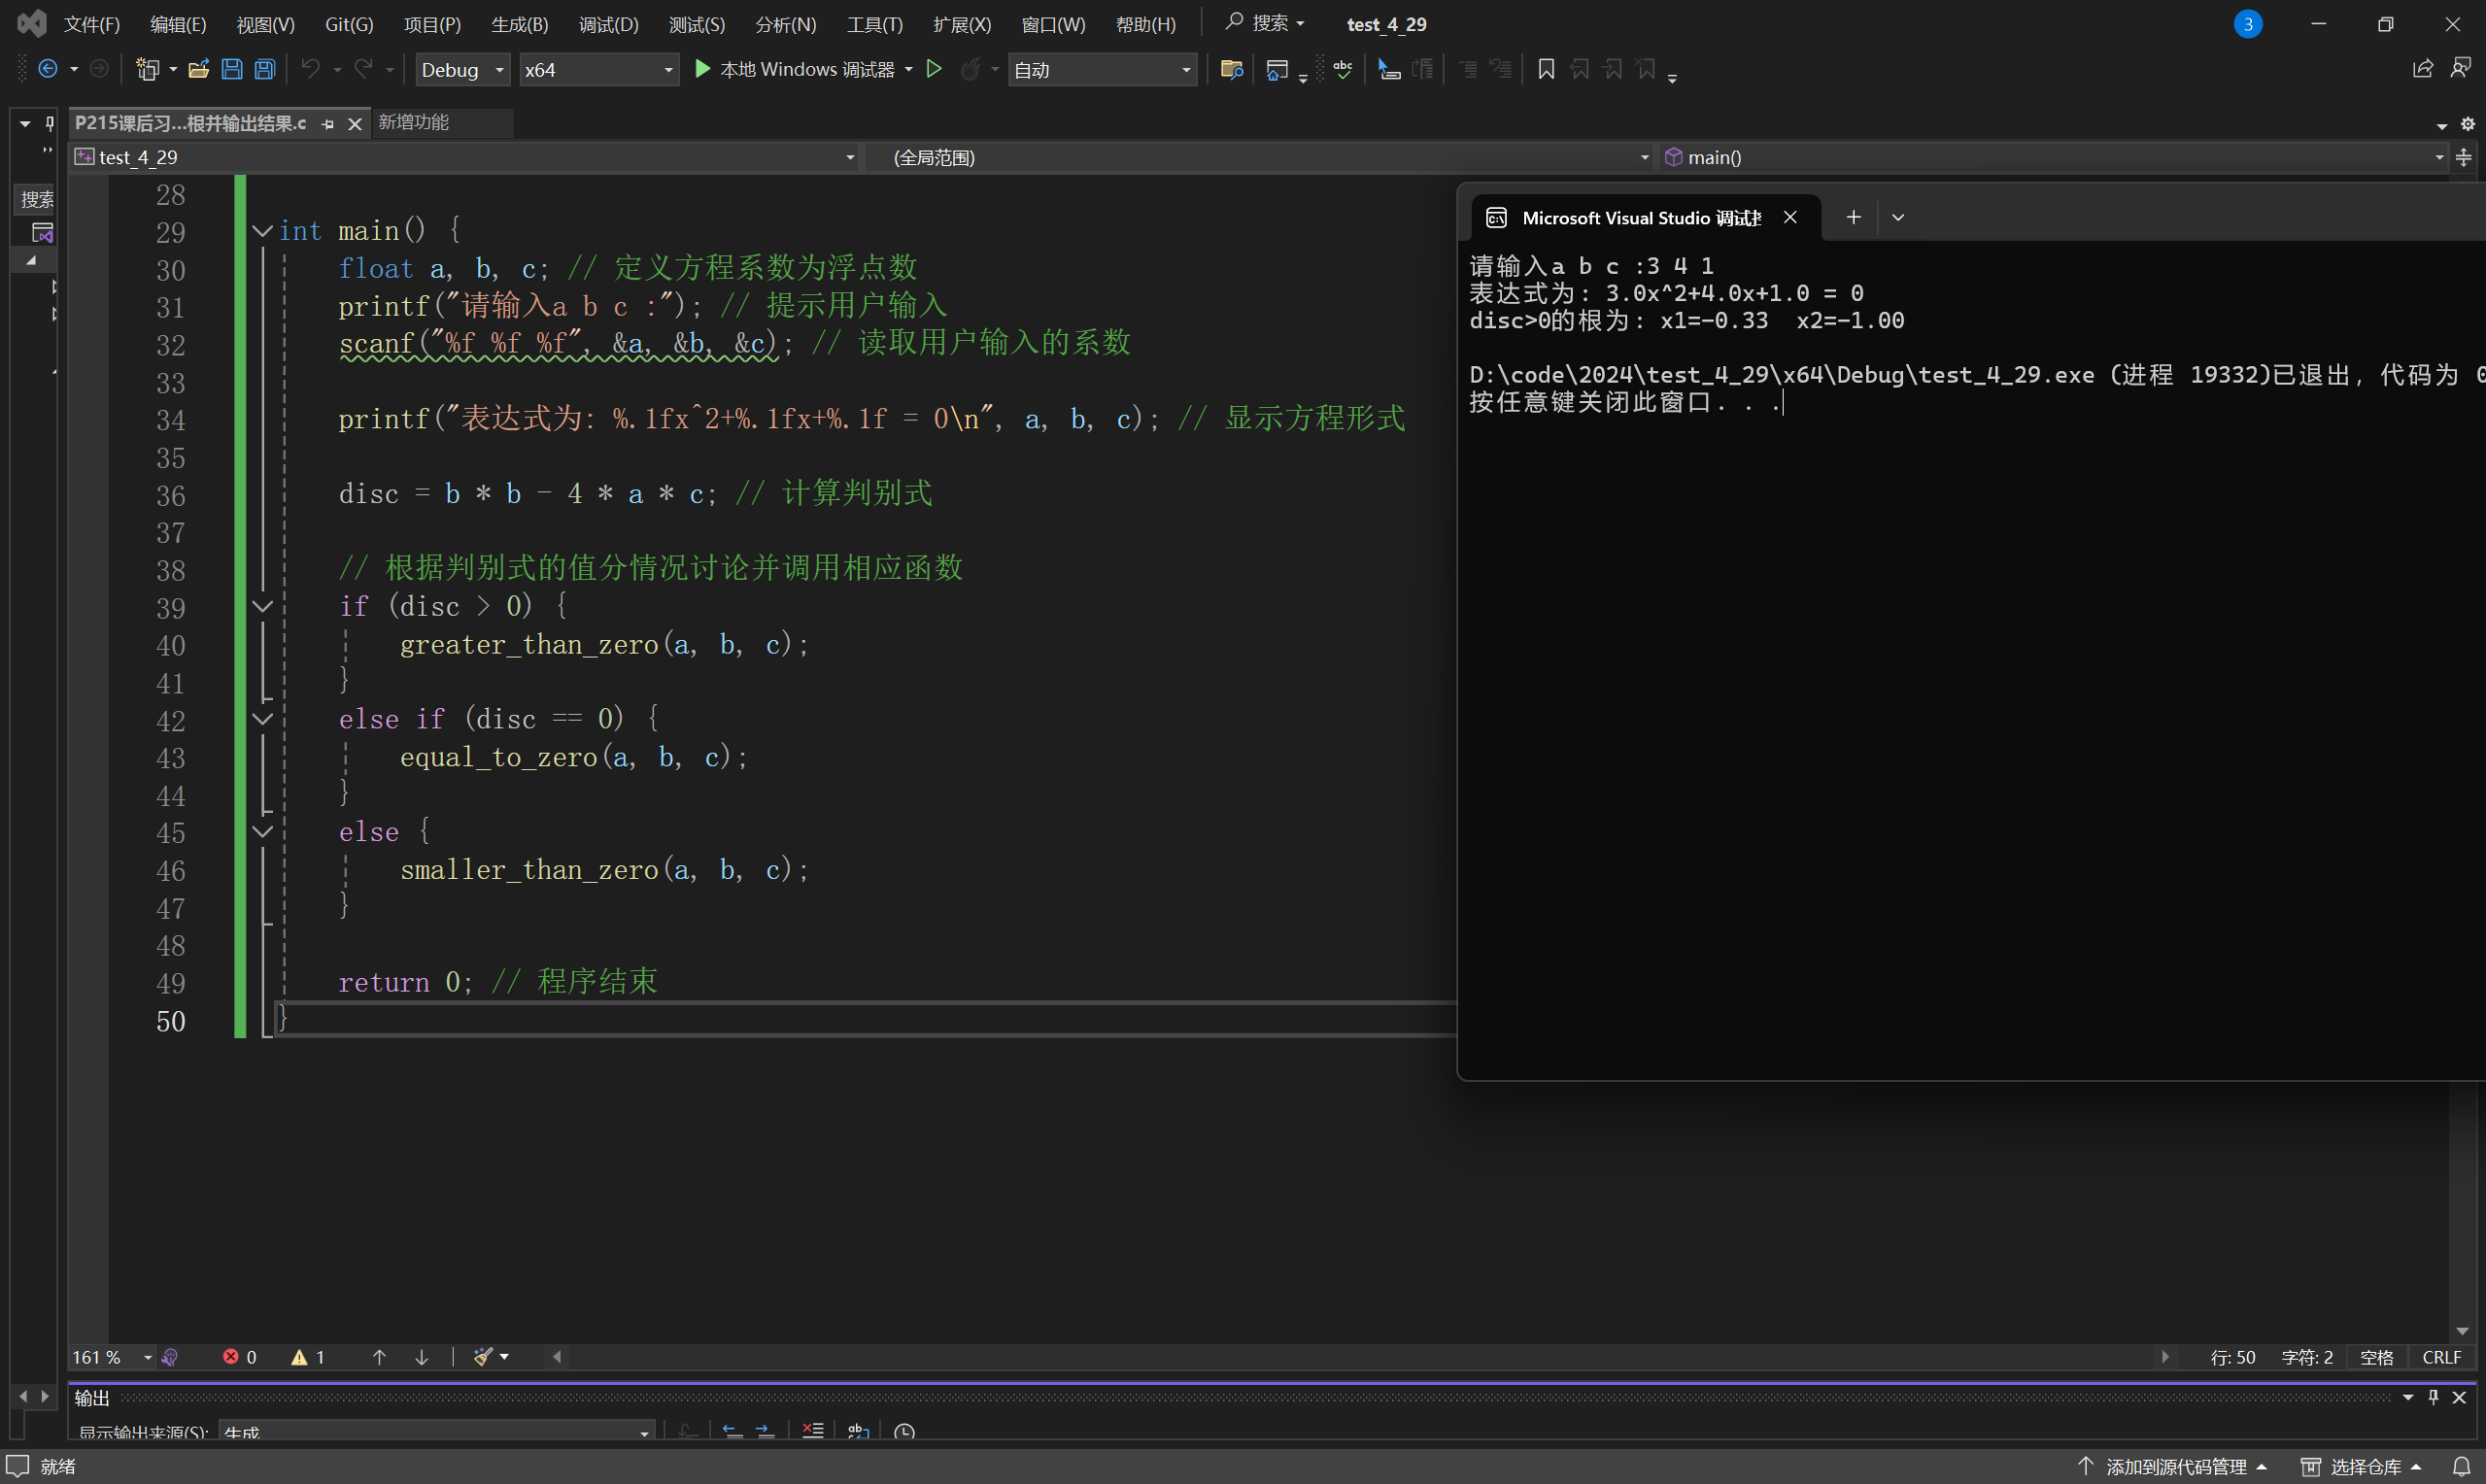 文件(F) 编辑(E) 视图(V) Git(G) 项目(P) 生成(B) 调试(D) 测试(S) 分析(N) 工具(T) 扩展(X) 窗口(W) 帮助(H) 搜索 test_4_29 3
Debug x64 本地 Windows 调试器 自动
P215课后习...根并输出结果.c 新增功能
test_4_29 (全局范围) main()
搜索
28
29 int main() {
30 float a, b, c; // 定义方程系数为浮点数
31 printf("请输入a b c :"); // 提示用户输入
32 scanf("%f %f %f", &a, &b, &c); // 读取用户输入的系数
33
34 printf("表达式为: %.1fx^2+%.1fx+%.1f = 0\n", a, b, c); // 显示方程形式
35
36 disc = b * b - 4 * a * c; // 计算判别式
37
38 // 根据判别式的值分情况讨论并调用相应函数
39 if (disc > 0) {
40 greater_than_zero(a, b, c);
41 }
42 else if (disc == 0) {
43 equal_to_zero(a, b, c);
44 }
45 else {
46 smaller_than_zero(a, b, c);
47 }
48
49 return 0; // 程序结束
50 }
Microsoft Visual Studio 调试
请输入a b c :3 4 1
表达式为: 3.0x^2+4.0x+1.0 = 0
disc>0的根为: x1=-0.33  x2=-1.00
D:\code\2024\test_4_29\x64\Debug\test_4_29.exe (进程 19332)已退出，代码为 0
按任意键关闭此窗口. . .
161 % 0 1 行: 50 字符: 2 空格 CRLF
输出
显示输出来源(S): 生成
就绪 添加到源代码管理 选择仓库